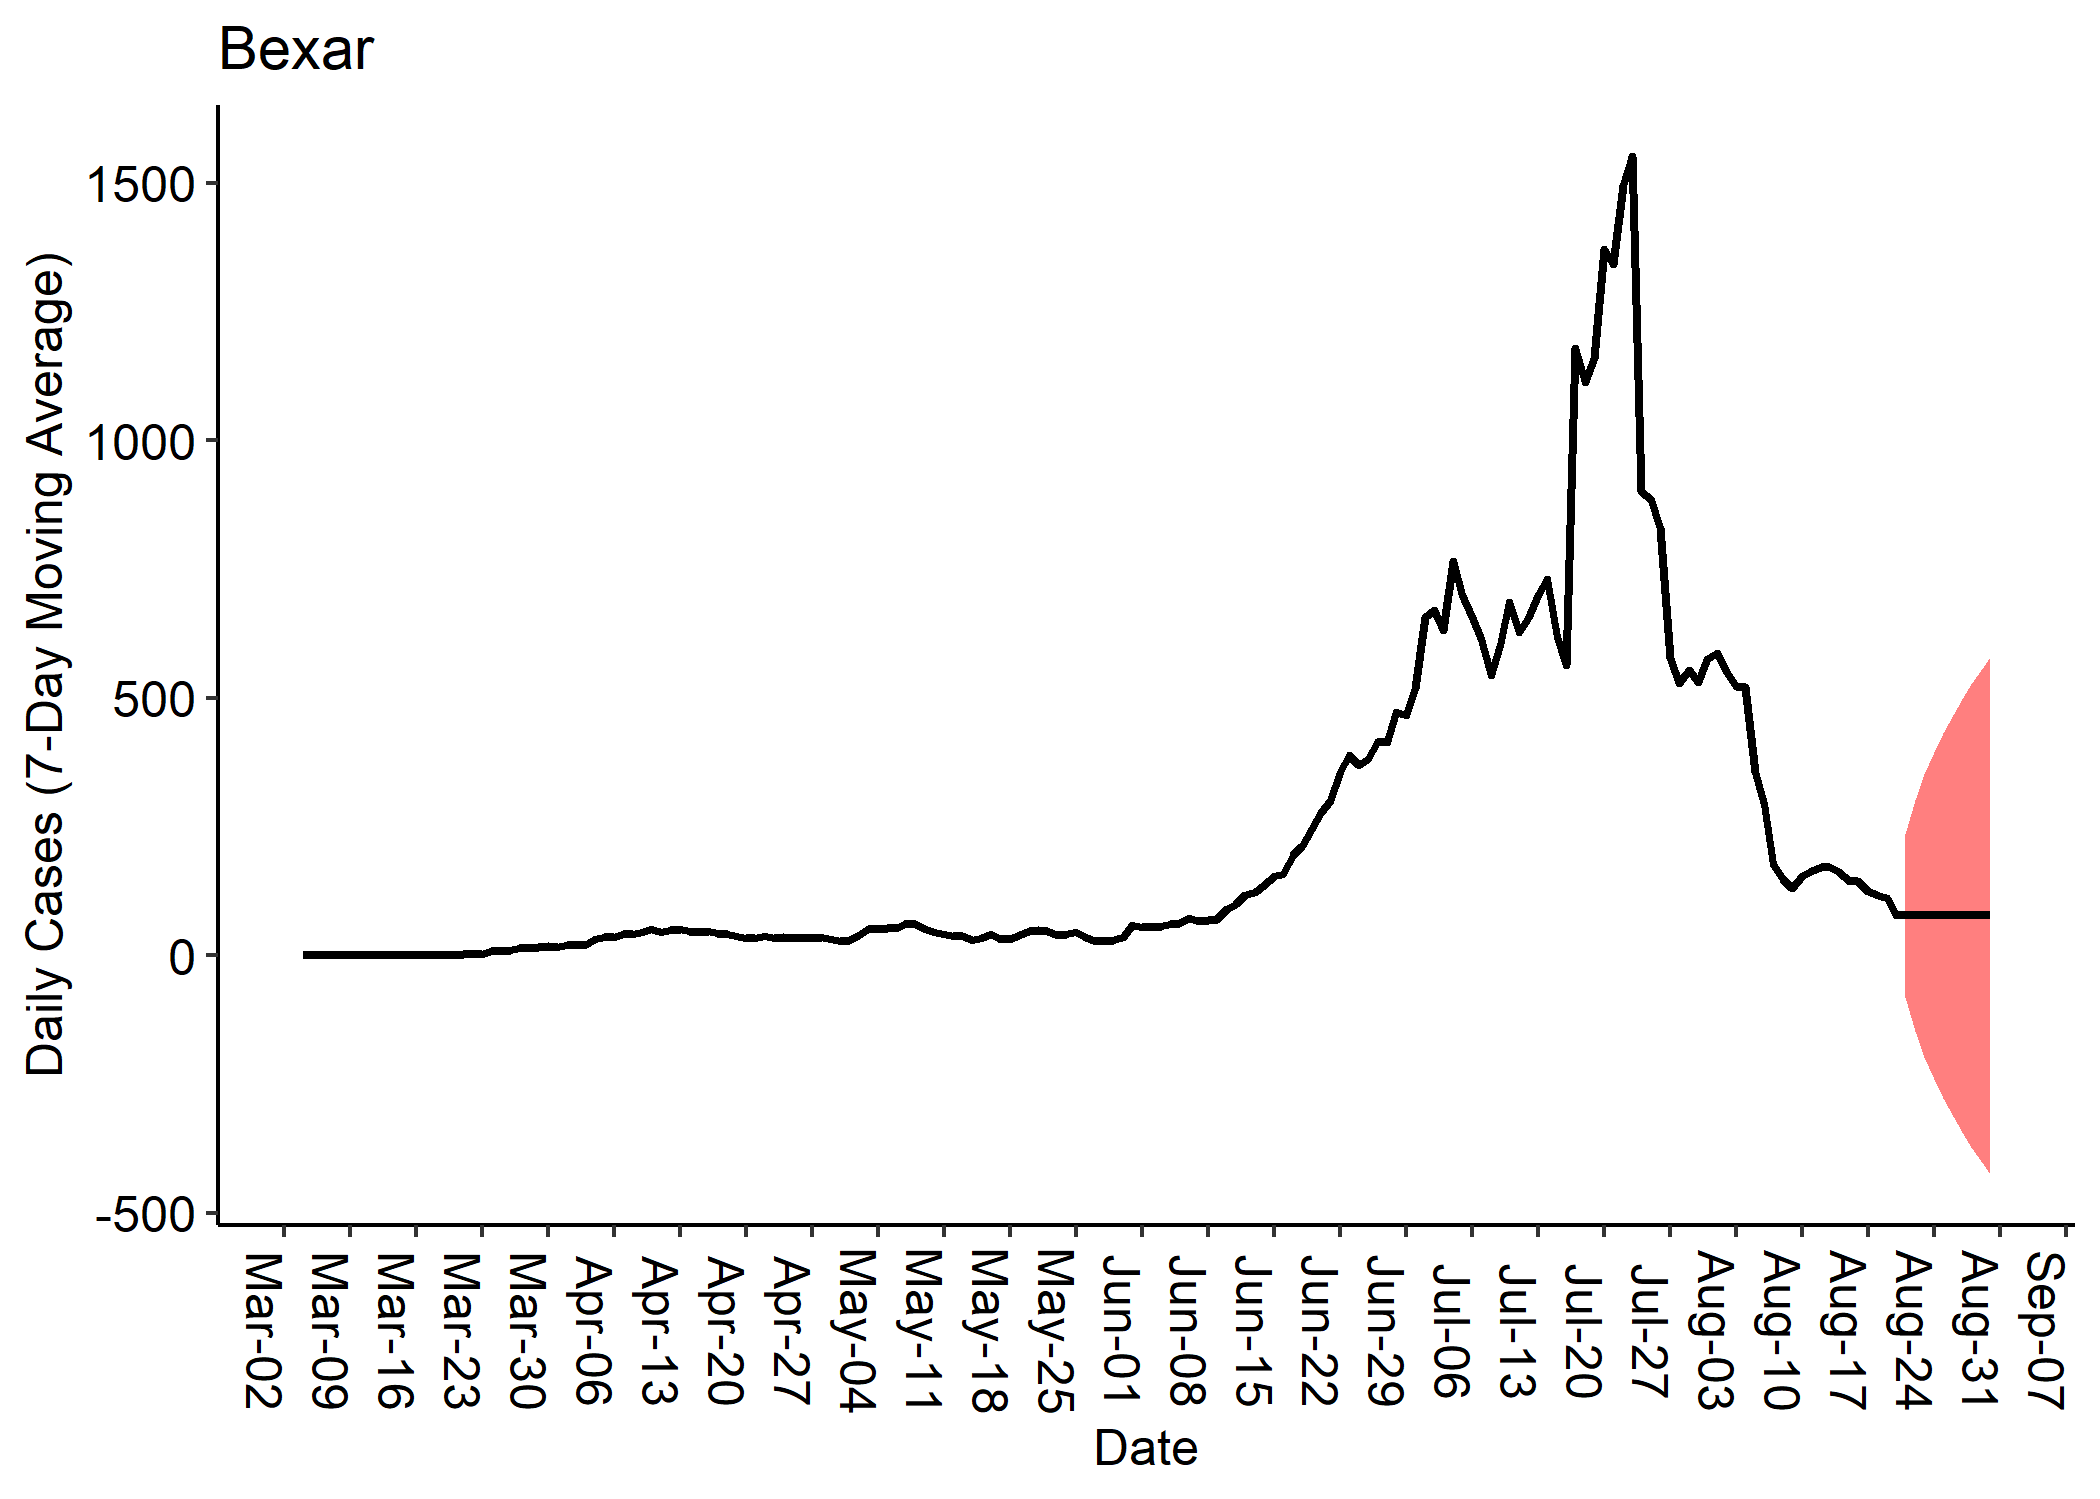 Bexar
Daily Cases (7-Day Moving Average)
1500
1000
500
0
-500
Mar-02
Mar-09
Mar-16
Mar-23
Mar-30
Apr-06
Apr-13
Apr-20
Apr-27
May-04
May-11
May-18
May-25
Jun-01
Jun-08
Jun-15
Jun-22
Jun-29
Jul-06
Jul-13
Jul-20
Jul-27
Aug-03
Aug-10
Aug-17
Aug-24
Aug-31
Sep-07
Date